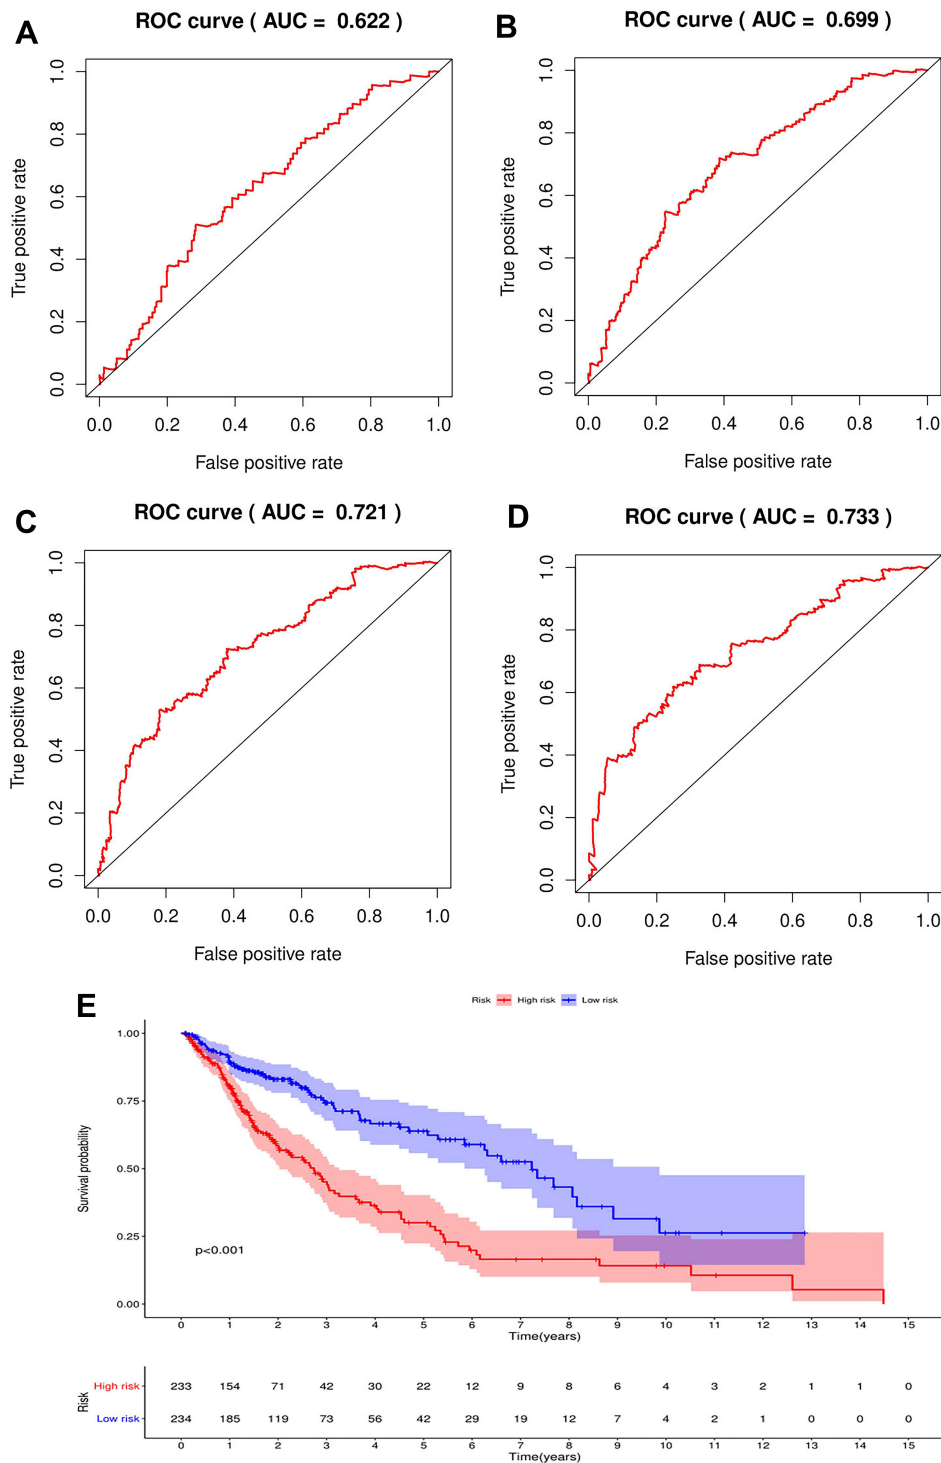 A
ROC curve ( AUC = 0.622 )
True positive rate
1.0
0.8
0.6
0.4
0.2
0.0
0.0 0.2 0.4 0.6 0.8 1.0
False positive rate
B
ROC curve ( AUC = 0.699 )
True positive rate
1.0
0.8
0.6
0.4
0.2
0.0
0.0 0.2 0.4 0.6 0.8 1.0
False positive rate
C
ROC curve ( AUC = 0.721 )
True positive rate
1.0
0.8
0.6
0.4
0.2
0.0
0.0 0.2 0.4 0.6 0.8 1.0
False positive rate
D
ROC curve ( AUC = 0.733 )
True positive rate
1.0
0.8
0.6
0.4
0.2
0.0
0.0 0.2 0.4 0.6 0.8 1.0
False positive rate
E
Risk High risk Low risk
Survival probability
1.00
0.75
0.50
0.25
0.00
p<0.001
0 1 2 3 4 5 6 7 8 9 10 11 12 13 14 15
Time(years)
Risk
High risk 233 154 71 42 30 22 12 9 8 6 4 3 2 1 1 0
Low risk 234 185 119 73 56 42 29 19 12 7 4 2 1 0 0 0
0 1 2 3 4 5 6 7 8 9 10 11 12 13 14 15
Time(years)